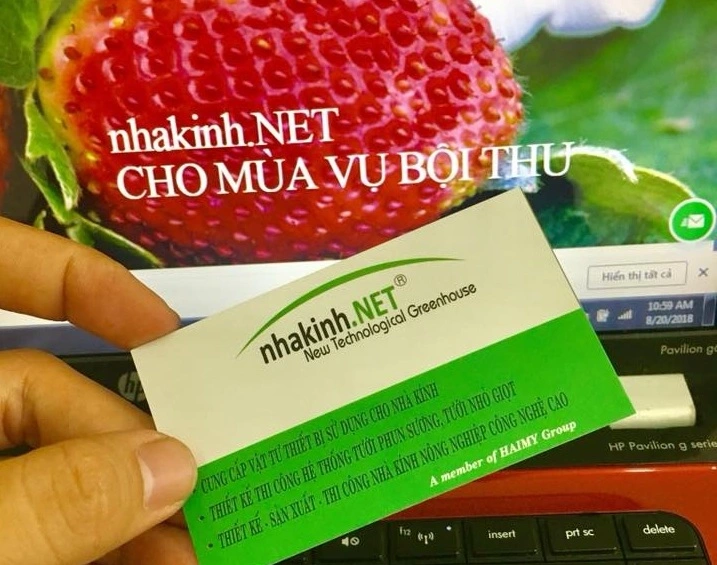 nhakinh.NET
CHO MÙA VỤ BỘI THU
Hiển thị tất cả
10:59 AM
8/20/2018
nhakinh.NET®
New Technological Greenhouse
CUNG CẤP VẬT TƯ THIẾT BỊ SỬ DỤNG CHO NHÀ KÍNH
• THIẾT KẾ THI CÔNG HỆ THỐNG TƯỚI PHUN SƯƠNG, TƯỚI NHỎ GIỌT
• THIẾT KẾ - SẢN XUẤT - THI CÔNG NHÀ KÍNH NÔNG NGHIỆP CÔNG NGHỆ CAO
A member of HAIMY Group
hp
Pavilion g
HP Pavilion g serie
f12
insert
prt sc
delete